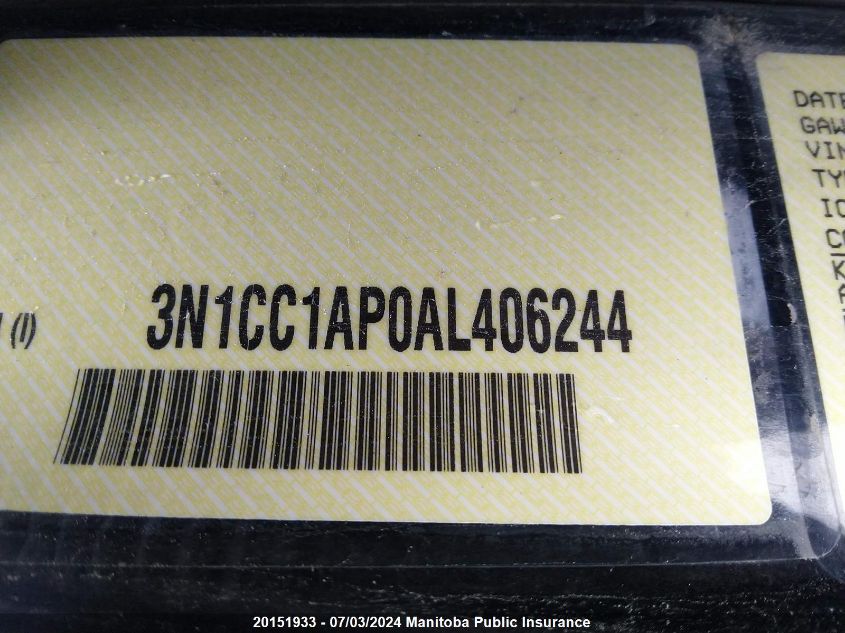 (I)
3N1CC1AP0AL406244
DATE
GAW
VIN
TY
20151933 - 07/03/2024 Manitoba Public Insurance